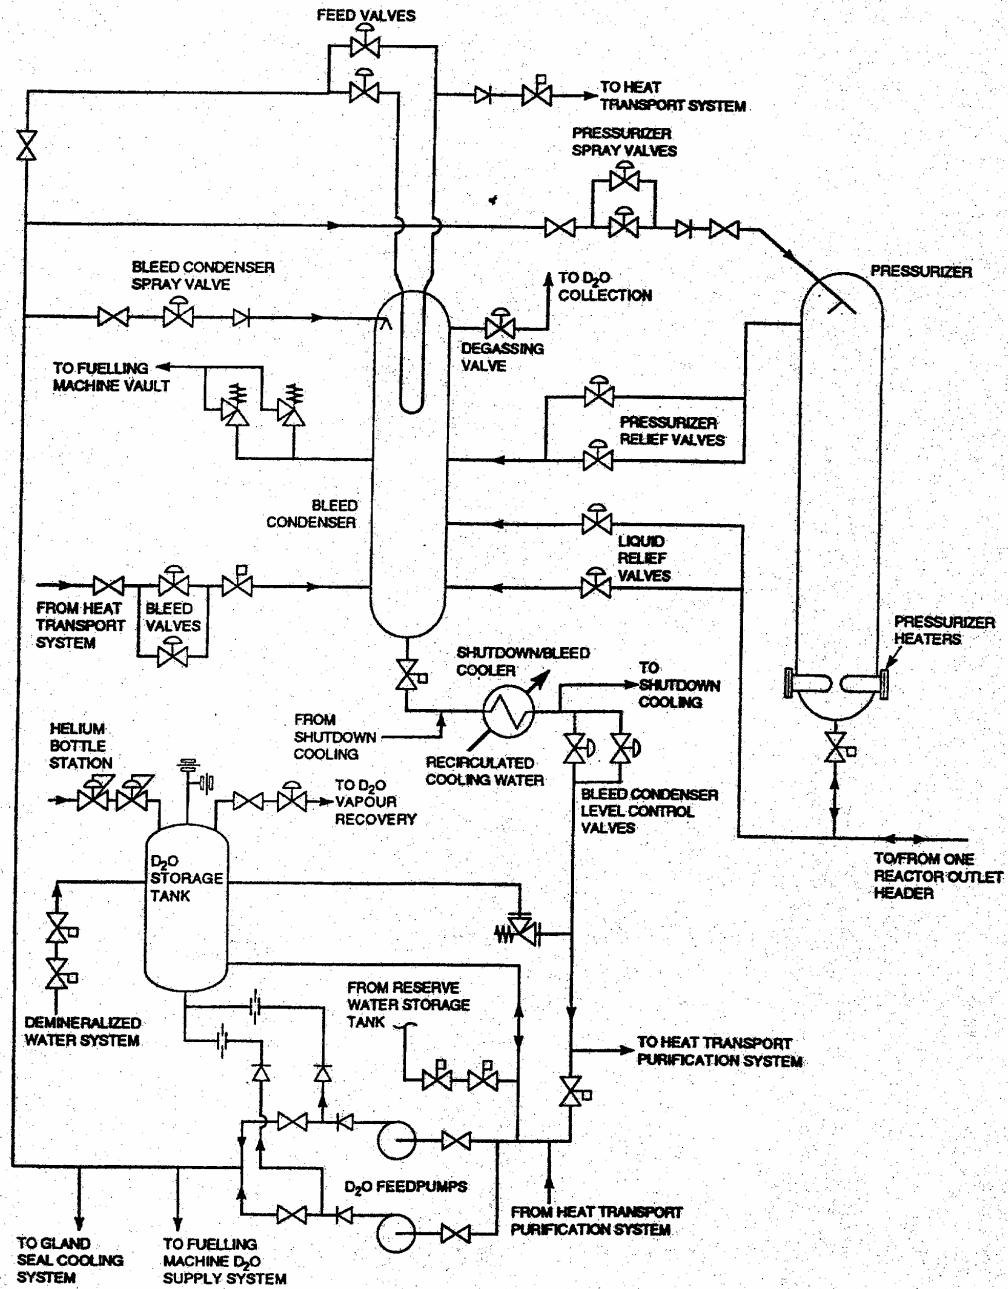 FEED VALVES
TO HEAT
TRANSPORT SYSTEM
PRESSURIZER
SPRAY VALVES
BLEED CONDENSER
SPRAY VALVE
TO D₂O
COLLECTION
PRESSURIZER
DEGASSING
VALVE
TO FUELLING
MACHINE VAULT
PRESSURIZER
RELIEF VALVES
BLEED
CONDENSER
LIQUID
RELIEF
VALVES
FROM HEAT
TRANSPORT
SYSTEM
BLEED
VALVES
PRESSURIZER
HEATERS
SHUTDOWN/BLEED
COOLER
TO
SHUTDOWN
COOLING
FROM
SHUTDOWN
COOLING
RECIRCULATED
COOLING WATER
HELIUM
BOTTLE
STATION
TO D₂O
VAPOUR
RECOVERY
BLEED CONDENSER
LEVEL CONTROL
VALVES
D₂O
STORAGE
TANK
TO/FROM ONE
REACTOR OUTLET
HEADER
FROM RESERVE
WATER STORAGE
TANK
DEMINERALIZED
WATER SYSTEM
TO HEAT TRANSPORT
PURIFICATION SYSTEM
D₂O FEEDPUMPS
FROM HEAT TRANSPORT
PURIFICATION SYSTEM
TO GLAND
SEAL COOLING
SYSTEM
TO FUELLING
MACHINE D₂O
SUPPLY SYSTEM